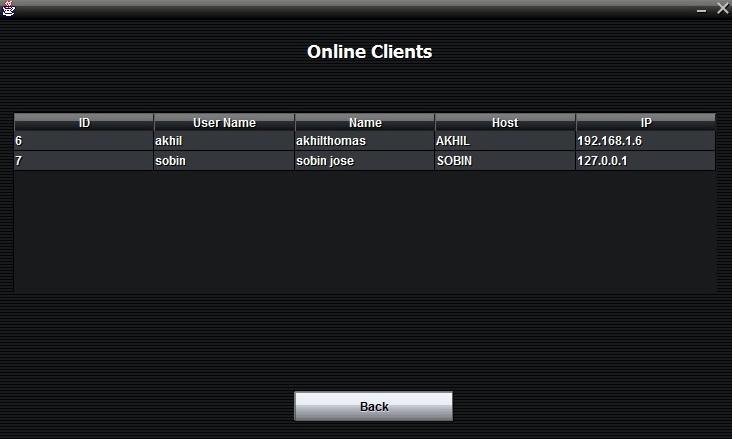 Online Clients
ID User Name Name Host IP
6 akhil akhilthomas AKHIL 192.168.1.6
7 sobin sobin jose SOBIN 127.0.0.1
Back